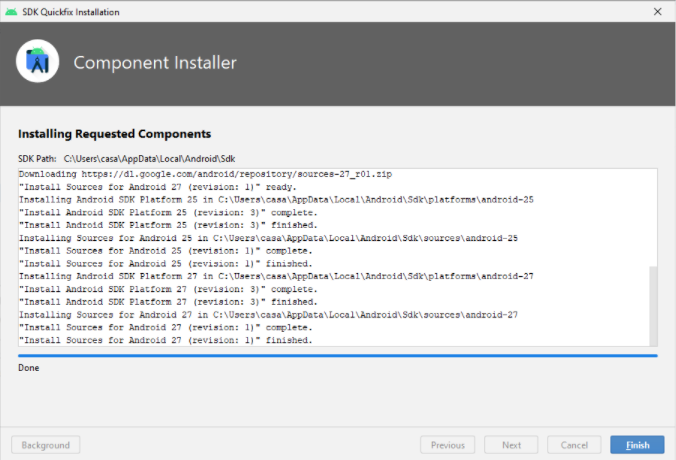 SDK Quickfix Installation
Component Installer
Installing Requested Components
SDK Path: C:\Users\casa\AppData\Local\Android\Sdk
Downloading https://dl.google.com/android/repository/sources-27_r01.zip
"Install Sources for Android 27 (revision: 1)" ready.
Installing Android SDK Platform 25 in C:\Users\casa\AppData\Local\Android\Sdk\platforms\android-25
"Install Android SDK Platform 25 (revision: 3)" complete.
"Install Android SDK Platform 25 (revision: 3)" finished.
Installing Sources for Android 25 in C:\Users\casa\AppData\Local\Android\Sdk\sources\android-25
"Install Sources for Android 25 (revision: 1)" complete.
"Install Sources for Android 25 (revision: 1)" finished.
Installing Android SDK Platform 27 in C:\Users\casa\AppData\Local\Android\Sdk\platforms\android-27
"Install Android SDK Platform 27 (revision: 3)" complete.
"Install Android SDK Platform 27 (revision: 3)" finished.
Installing Sources for Android 27 in C:\Users\casa\AppData\Local\Android\Sdk\sources\android-27
"Install Sources for Android 27 (revision: 1)" complete.
"Install Sources for Android 27 (revision: 1)" finished.
Done
Background Previous Next Cancel Finish